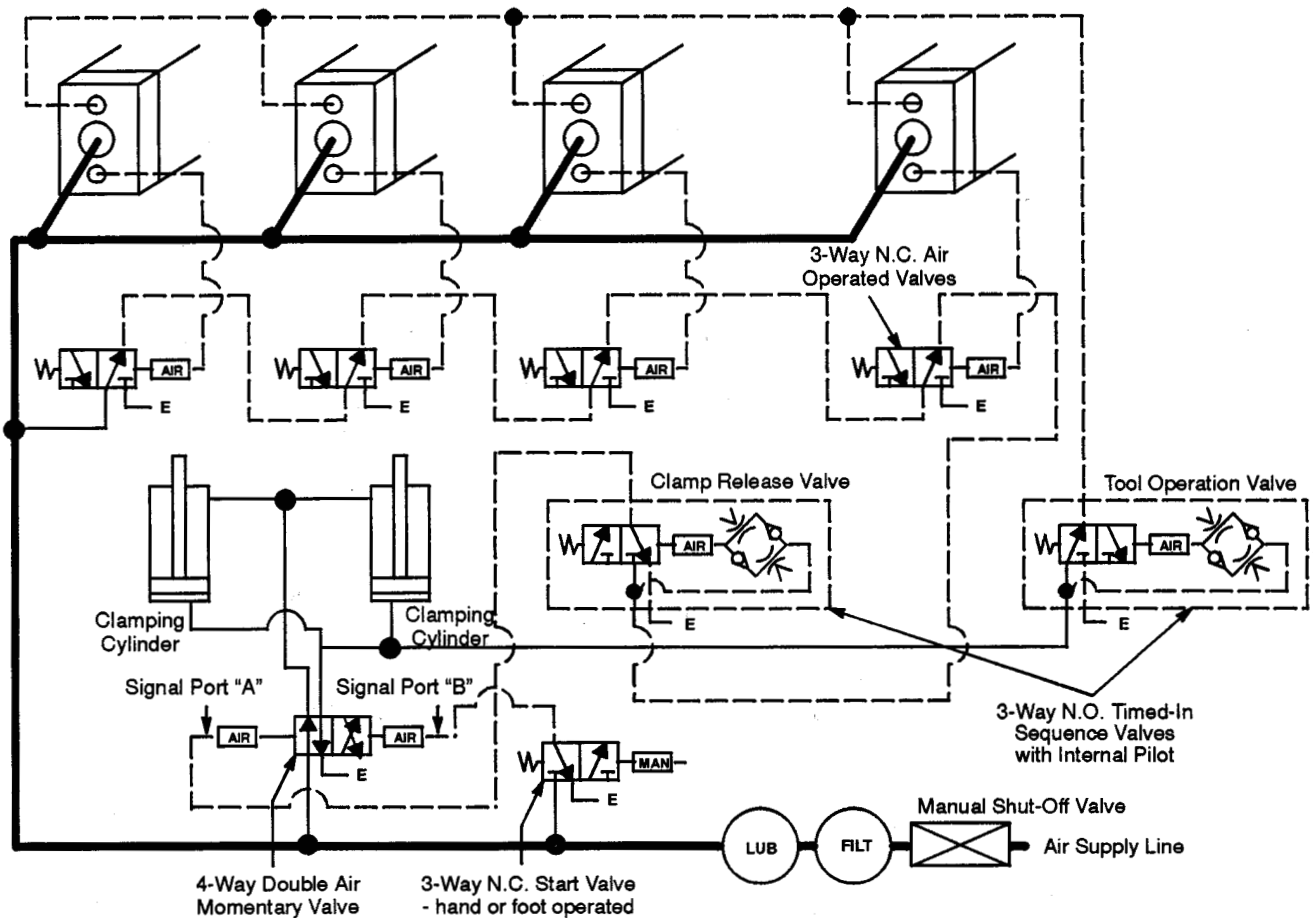 3-Way N.C. Air
Operated Valves
AIR
AIR
AIR
AIR
E
E
E
E
Clamp Release Valve
Tool Operation Valve
AIR
AIR
Clamping
Cylinder
Clamping
Cylinder
E
E
Signal Port "A"
Signal Port "B"
3-Way N.O. Timed-In
Sequence Valves
with Internal Pilot
AIR
AIR
E
MAN
E
Manual Shut-Off Valve
LUB
FILT
Air Supply Line
4-Way Double Air
Momentary Valve
3-Way N.C. Start Valve
- hand or foot operated